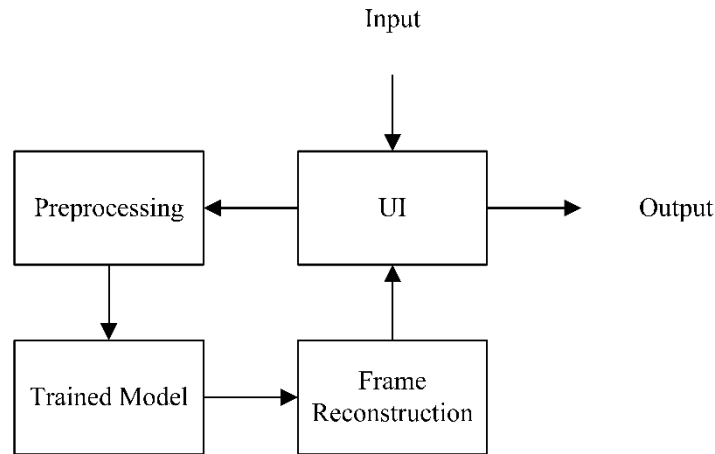 Input
Preprocessing
UI
Output
Trained Model
Frame
Reconstruction